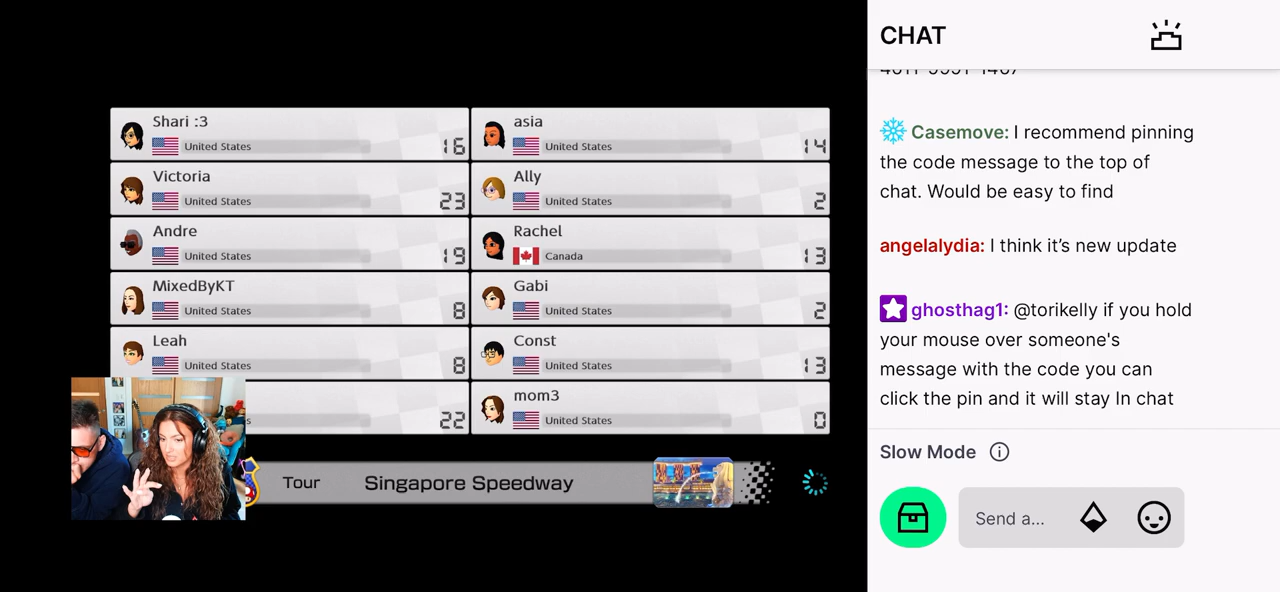 Shari :3
United States
16
asia
United States
14
Victoria
United States
23
Ally
United States
2
Andre
United States
19
Rachel
Canada
13
MixedByKT
United States
8
Gabi
United States
2
Leah
United States
8
Const
United States
13
22
mom3
United States
0
Tour Singapore Speedway
CHAT
Casemove: I recommend pinning
the code message to the top of
chat. Would be easy to find
angelalydia: I think it’s new update
ghosthag1: @torikelly if you hold
your mouse over someone's
message with the code you can
click the pin and it will stay In chat
Slow Mode
Send a...